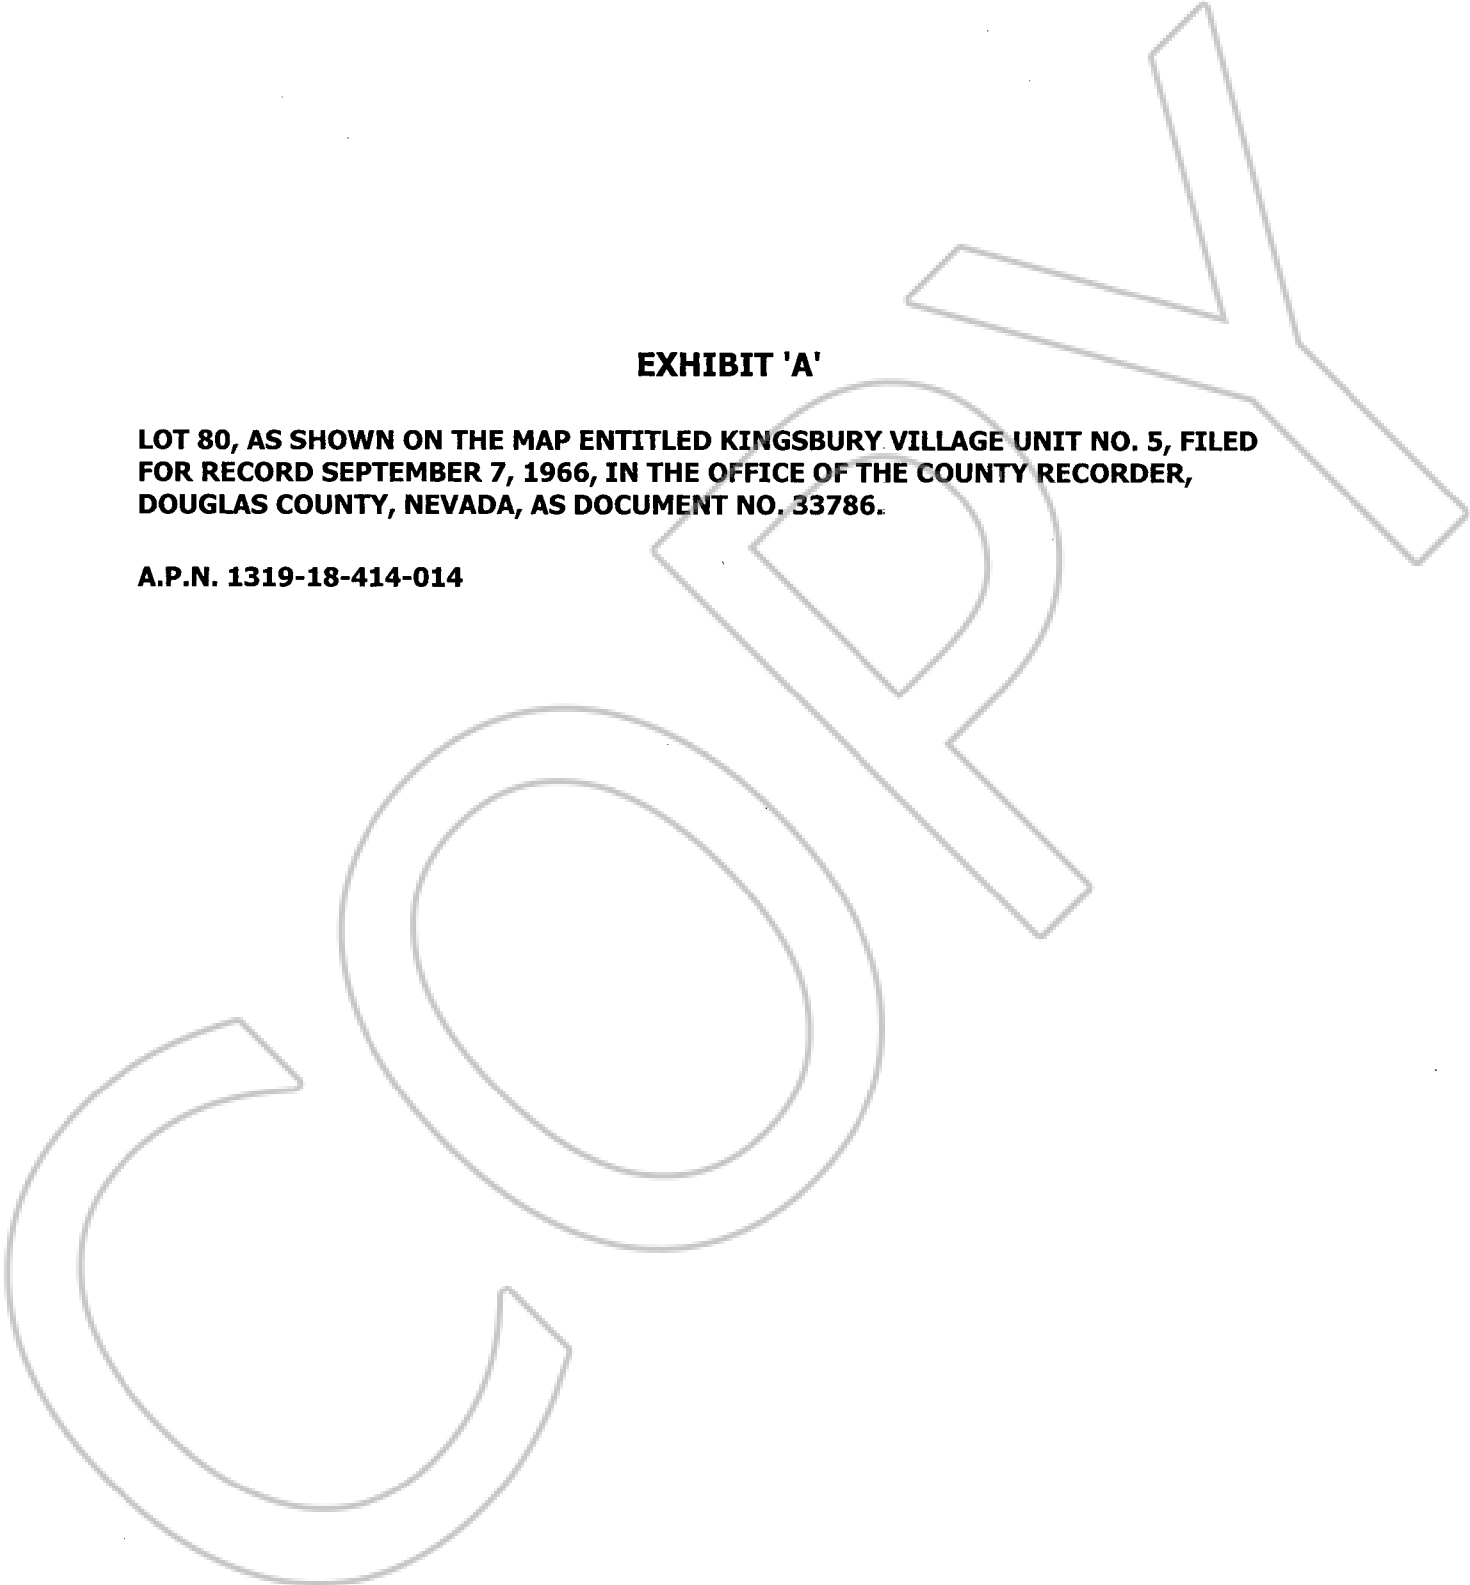 EXHIBIT 'A'
LOT 80, AS SHOWN ON THE MAP ENTITLED KINGSBURY VILLAGE UNIT NO. 5, FILED
FOR RECORD SEPTEMBER 7, 1966, IN THE OFFICE OF THE COUNTY RECORDER,
DOUGLAS COUNTY, NEVADA, AS DOCUMENT NO. 33786.
A.P.N. 1319-18-414-014
COPY